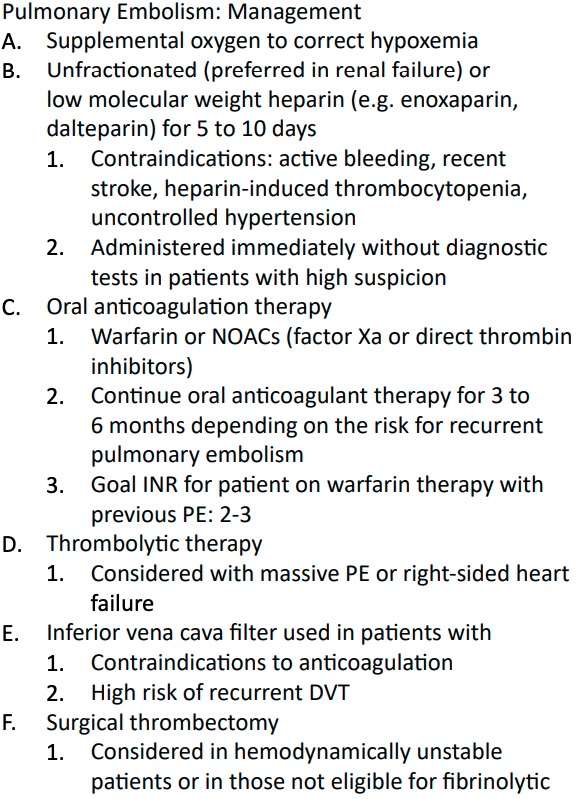 Pulmonary Embolism: Management
A. Supplemental oxygen to correct hypoxemia
B. Unfractionated (preferred in renal failure) or
low molecular weight heparin (e.g. enoxaparin,
dalteparin) for 5 to 10 days
1. Contraindications: active bleeding, recent
stroke, heparin-induced thrombocytopenia,
uncontrolled hypertension
2. Administered immediately without diagnostic
tests in patients with high suspicion
C. Oral anticoagulation therapy
1. Warfarin or NOACs (factor Xa or direct thrombin
inhibitors)
2. Continue oral anticoagulant therapy for 3 to
6 months depending on the risk for recurrent
pulmonary embolism
3. Goal INR for patient on warfarin therapy with
previous PE: 2-3
D. Thrombolytic therapy
1. Considered with massive PE or right-sided heart
failure
E. Inferior vena cava filter used in patients with
1. Contraindications to anticoagulation
2. High risk of recurrent DVT
F. Surgical thrombectomy
1. Considered in hemodynamically unstable
patients or in those not eligible for fibrinolytic